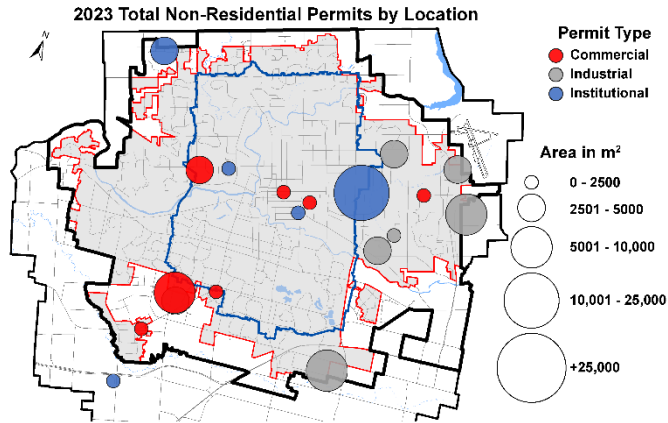 2023 Total Non-Residential Permits by Location
N
Permit Type
Commercial
Industrial
Institutional
Area in m²
0 - 2500
2501 - 5000
5001 - 10,000
10,001 - 25,000
+25,000